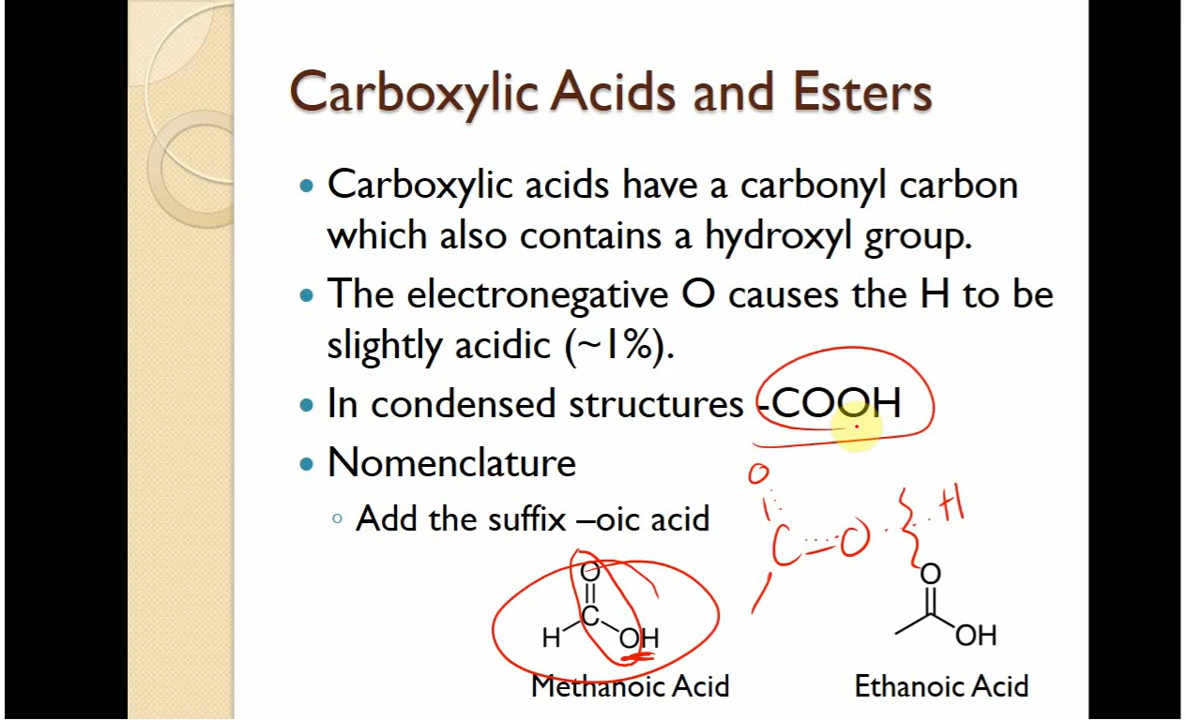 Carboxylic Acids and Esters
• Carboxylic acids have a carbonyl carbon
which also contains a hydroxyl group.
• The electronegative O causes the H to be
slightly acidic (~1%).
• In condensed structures -COOH
• Nomenclature
◦ Add the suffix –oic acid
O
H
C O
O
C
H OH
O
OH
Methanoic Acid
Ethanoic Acid